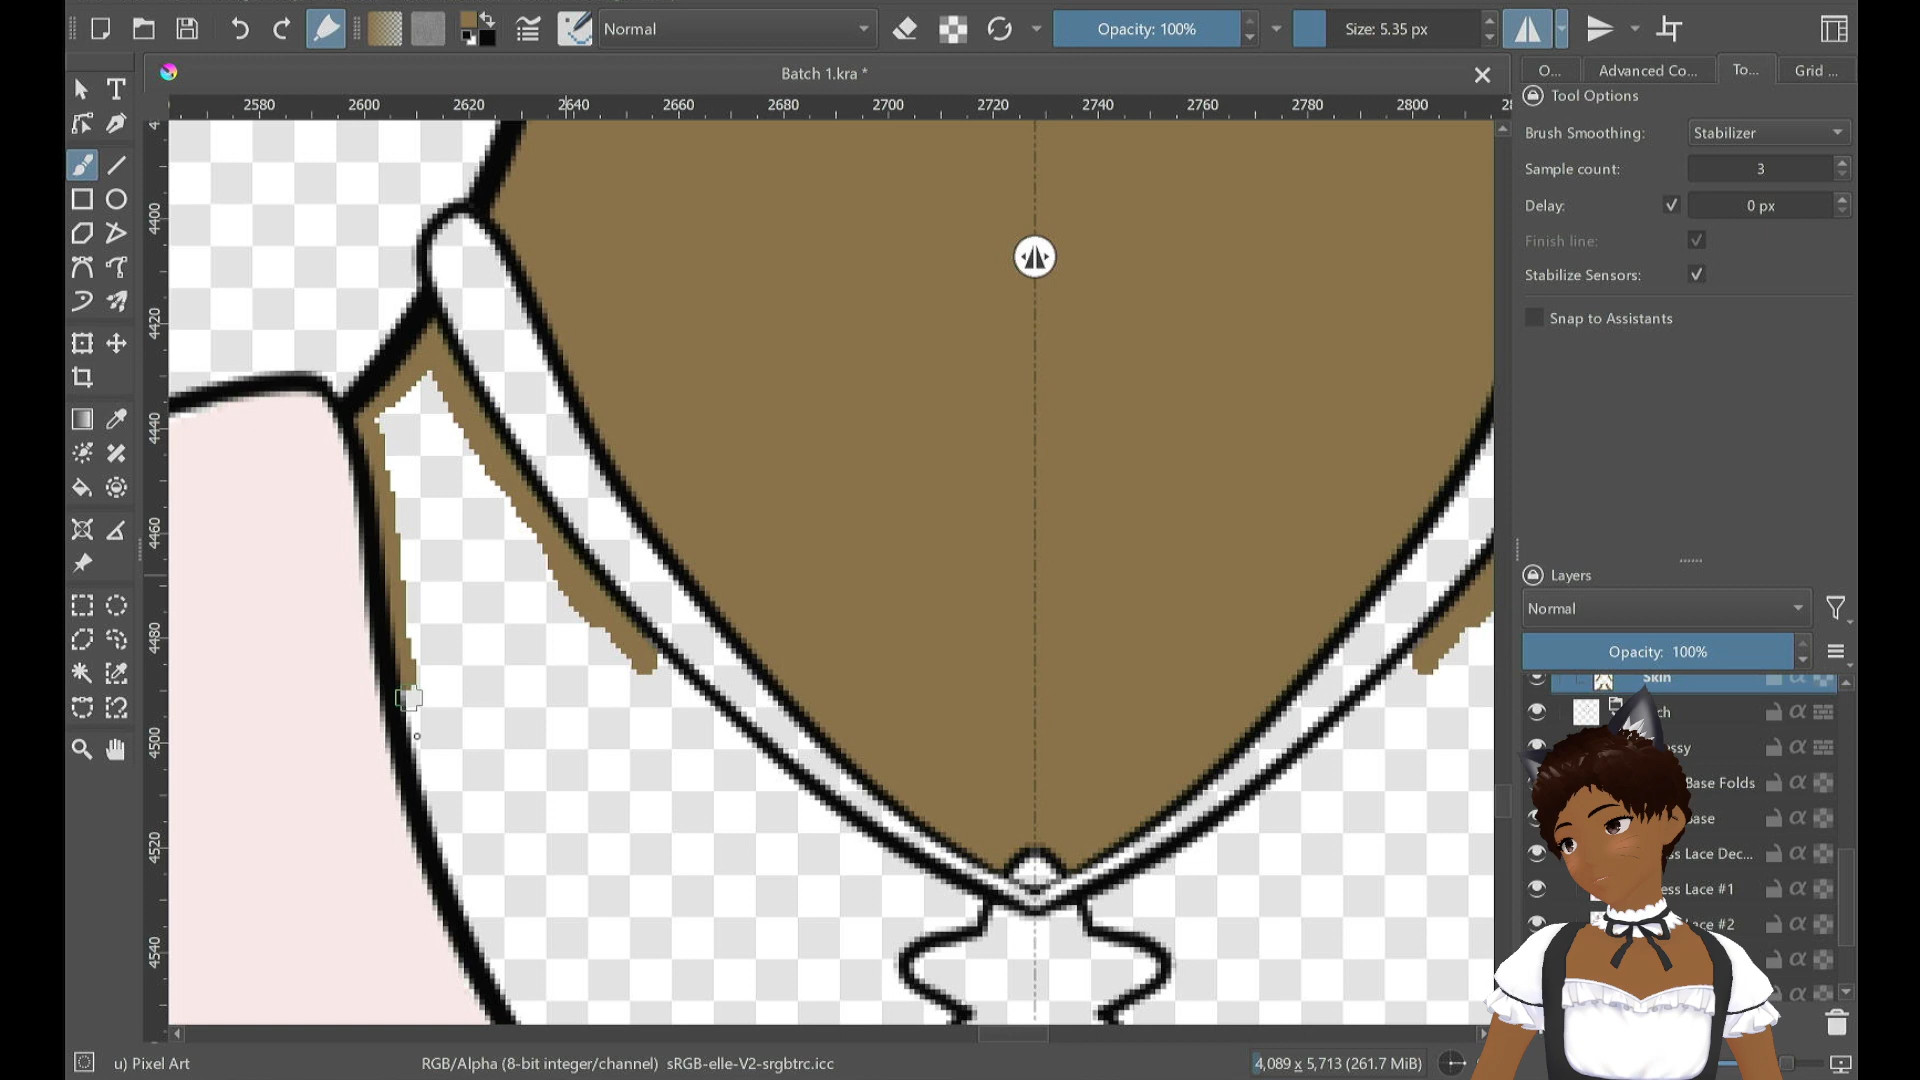 Normal
Opacity: 100%
Size: 5.35 px
Batch 1.kra *
O...
Advanced Co...
To...
Grid ...
2580 2600 2620 2640 2660 2680 2700 2720 2740 2760 2780 2800
Tool Options
Brush Smoothing:
Stabilizer
Sample count:
3
Delay:
0 px
Finish line:
Stabilize Sensors:
Snap to Assistants
4400
4420
4440
4460
4480
4500
4520
4540
Layers
Normal
Opacity: 100%
Skin
Base Folds
Lace Dec...
Lace #1
#2
u) Pixel Art
RGB/Alpha (8-bit integer/channel) sRGB-elle-V2-srgbtrc.icc
4,089 x 5,713 (261.7 MiB)